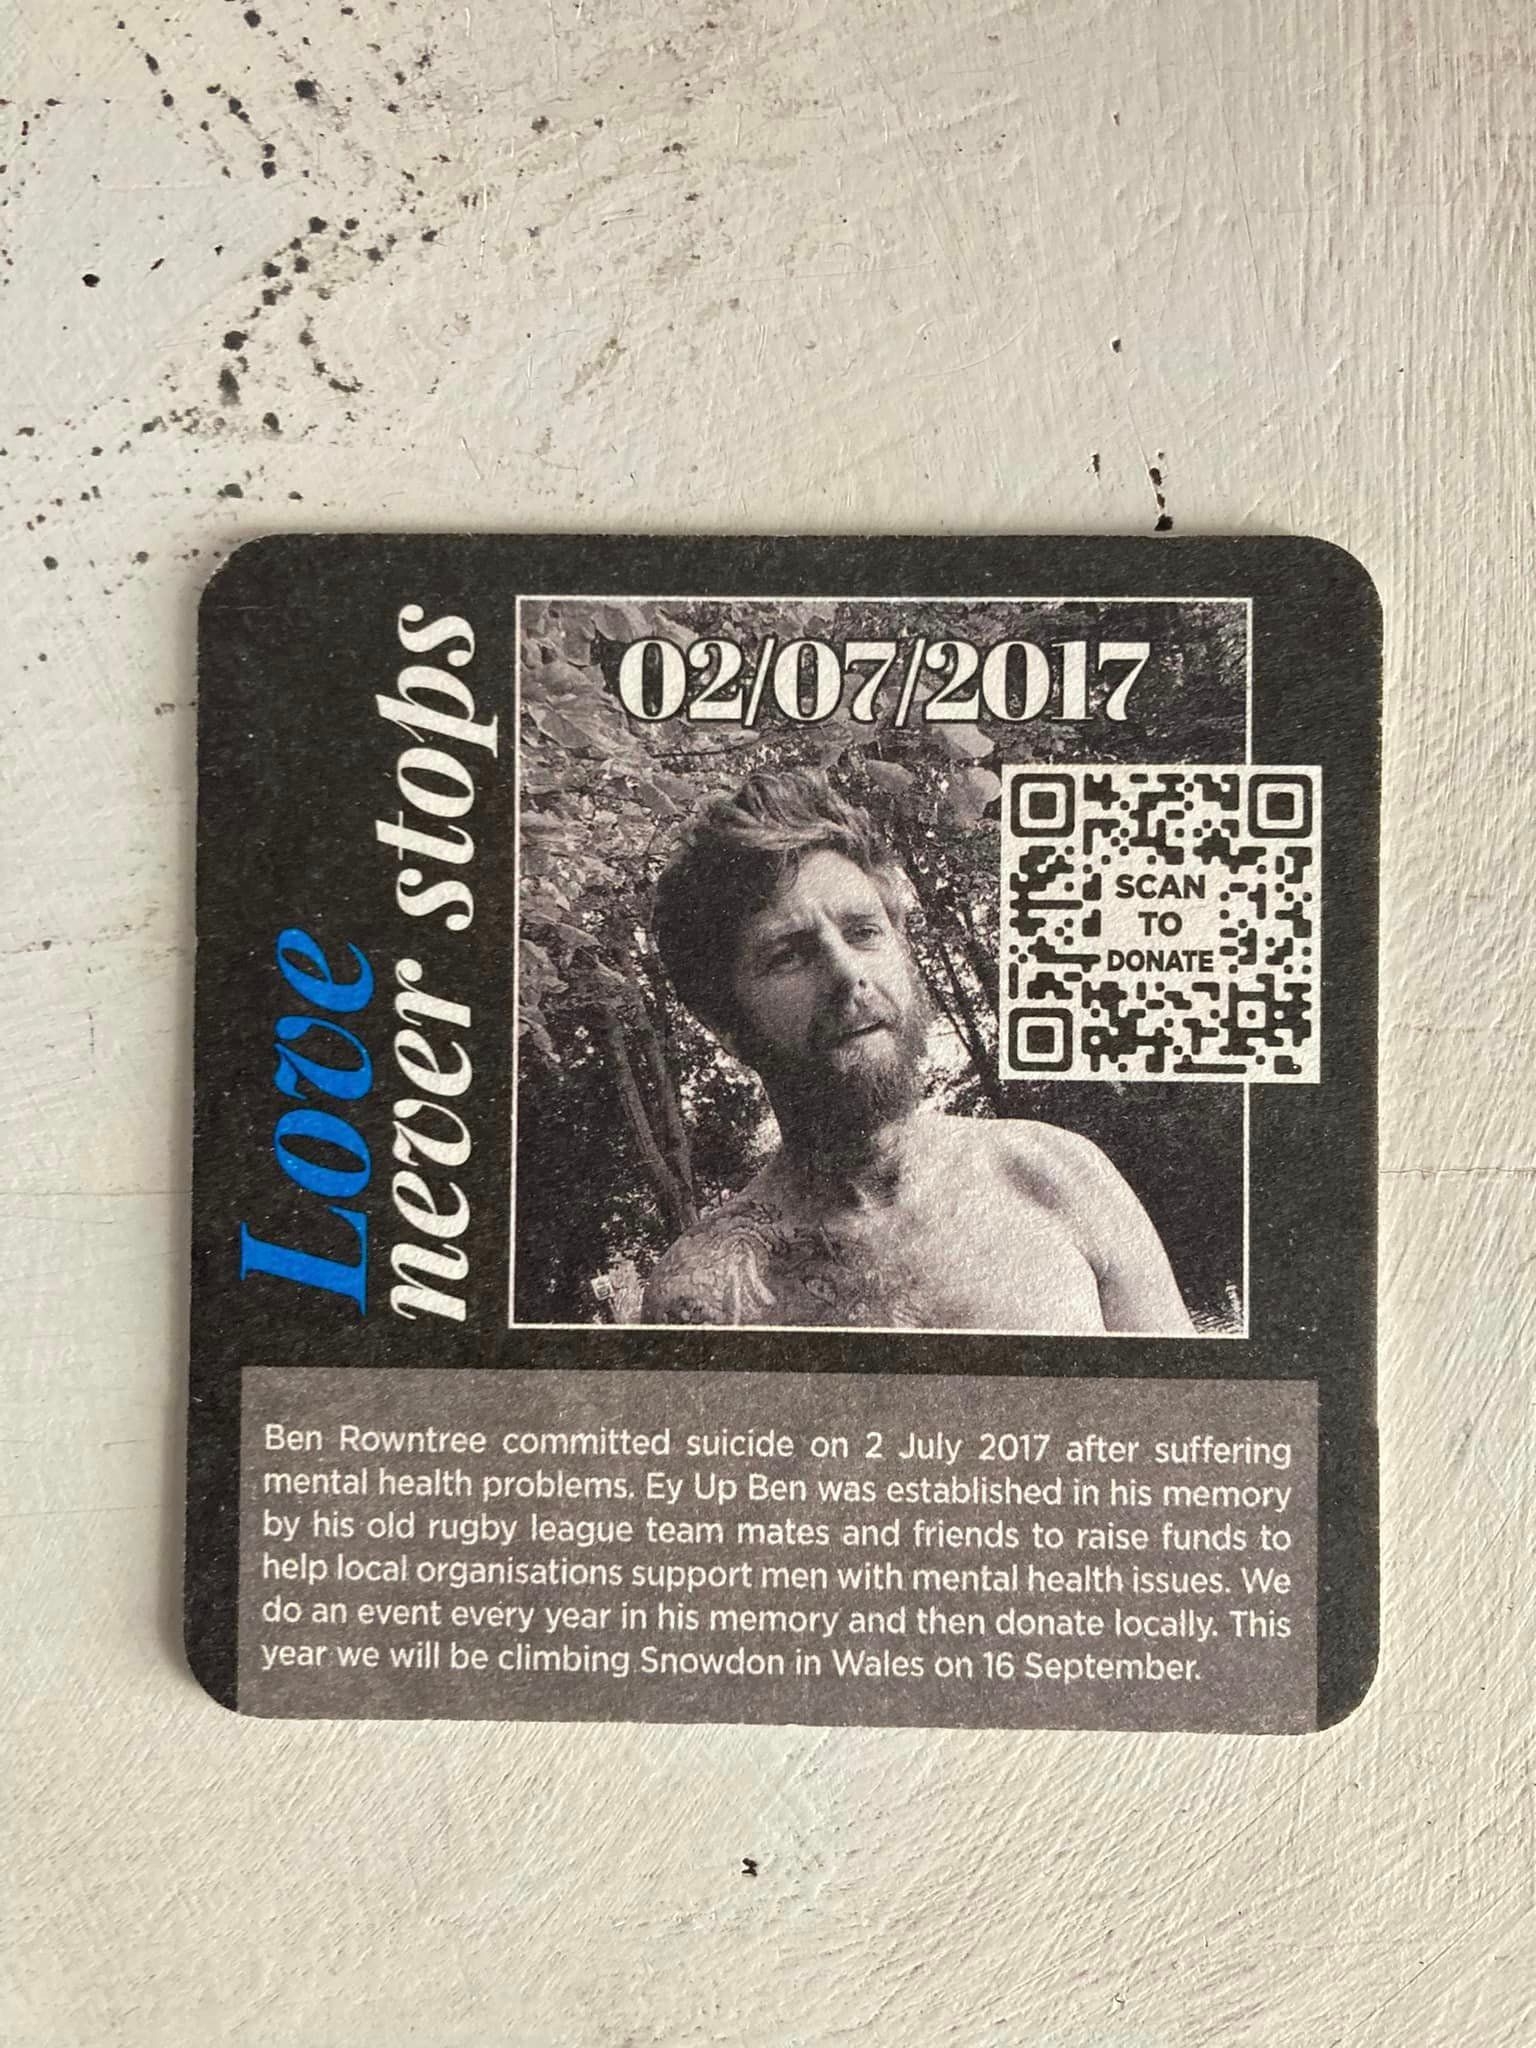 Love
never stops
02/07/2017
SCAN
TO
DONATE
Ben Rowntree committed suicide on 2 July 2017 after suffering
mental health problems. Ey Up Ben was established in his memory
by his old rugby league team mates and friends to raise funds to
help local organisations support men with mental health issues. We
do an event every year in his memory and then donate locally. This
year we will be climbing Snowdon in Wales on 16 September.